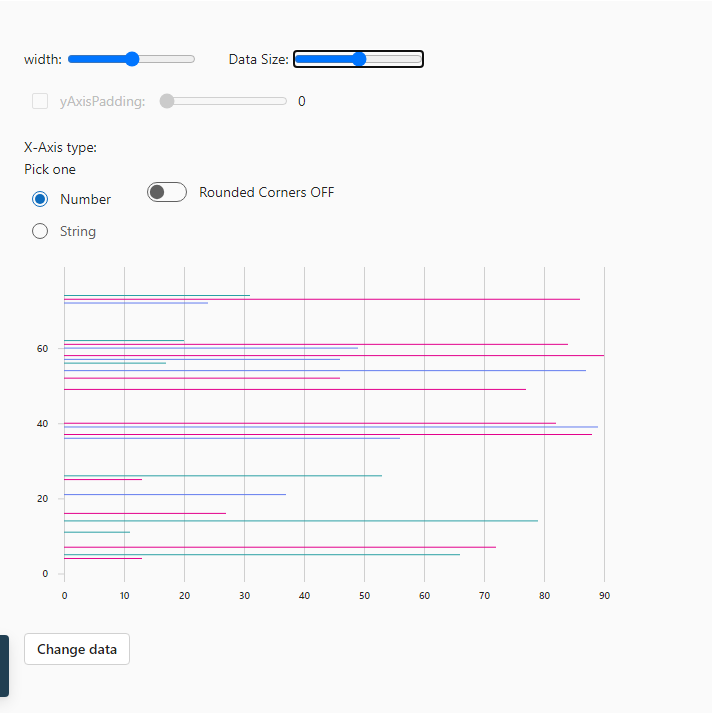 width: Data Size:
yAxisPadding: 0
X-Axis type:
Pick one
Number
Rounded Corners OFF
String
60
40
20
0
0 10 20 30 40 50 60 70 80 90
Change data